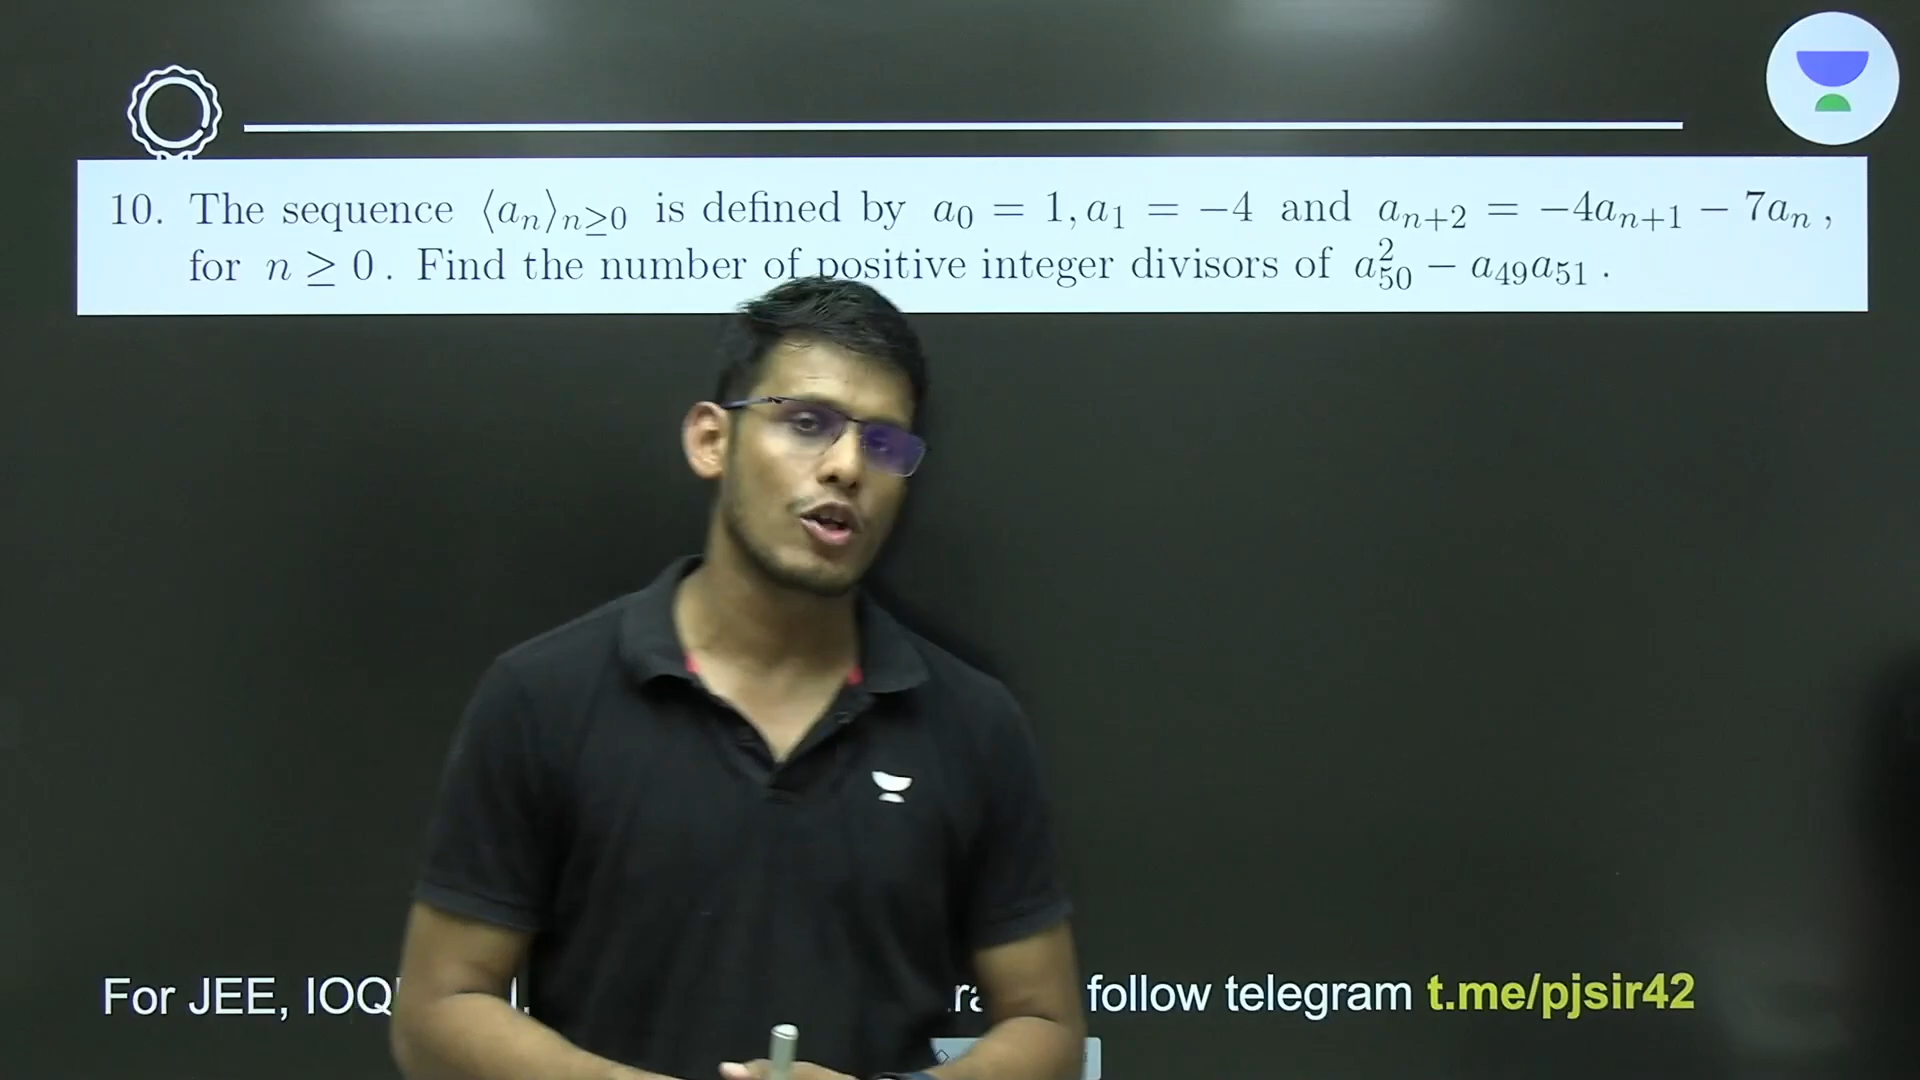 10. The sequence ⟨aₙ⟩ₙ≥₀ is defined by a₀ = 1, a₁ = −4 and aₙ₊₂ = −4aₙ₊₁ − 7aₙ ,
for n ≥ 0 . Find the number of positive integer divisors of a₅₀² − a₄₉a₅₁ .
For JEE, IOQ follow telegram t.me/pjsir42